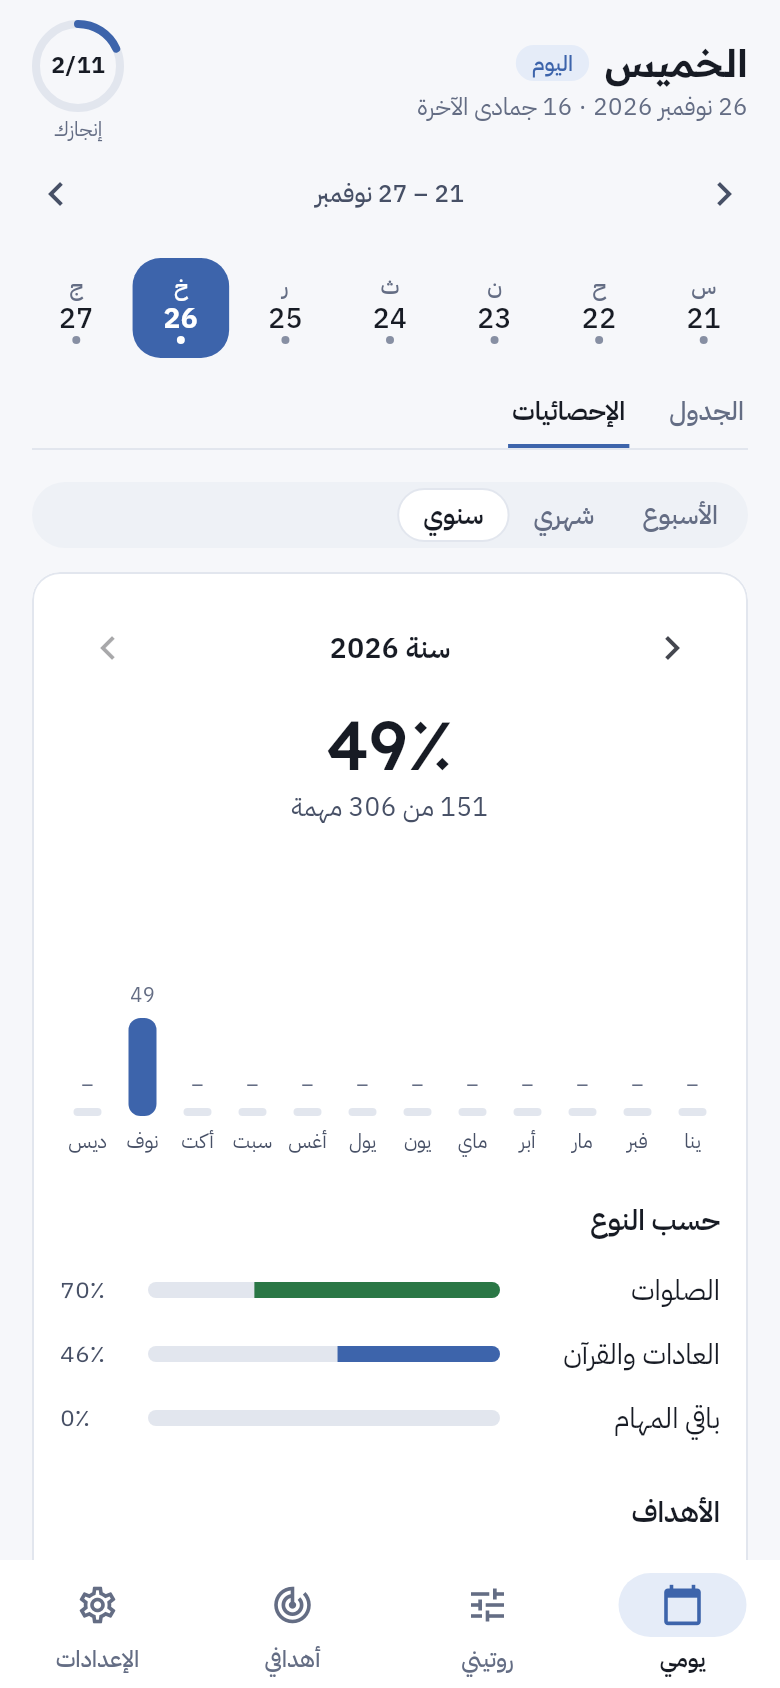 الخميس اليوم
26 نوفمبر 2026 · 16 جمادى الآخرة
2/11
إنجازك
21 – 27 نوفمبر
س ح ن ث ر خ ج
21 22 23 24 25 26 27
الجدول الإحصائيات
الأسبوع شهري سنوي
سنة 2026
49٪
151 من 306 مهمة
49
– – – – – – – – – – –
ينا فبر مار أبر ماي يون يول أغس سبت أكت نوف ديس
حسب النوع
الصلوات 70٪
العادات والقرآن 46٪
باقي المهام 0٪
الأهداف
يومي روتيني أهدافي الإعدادات